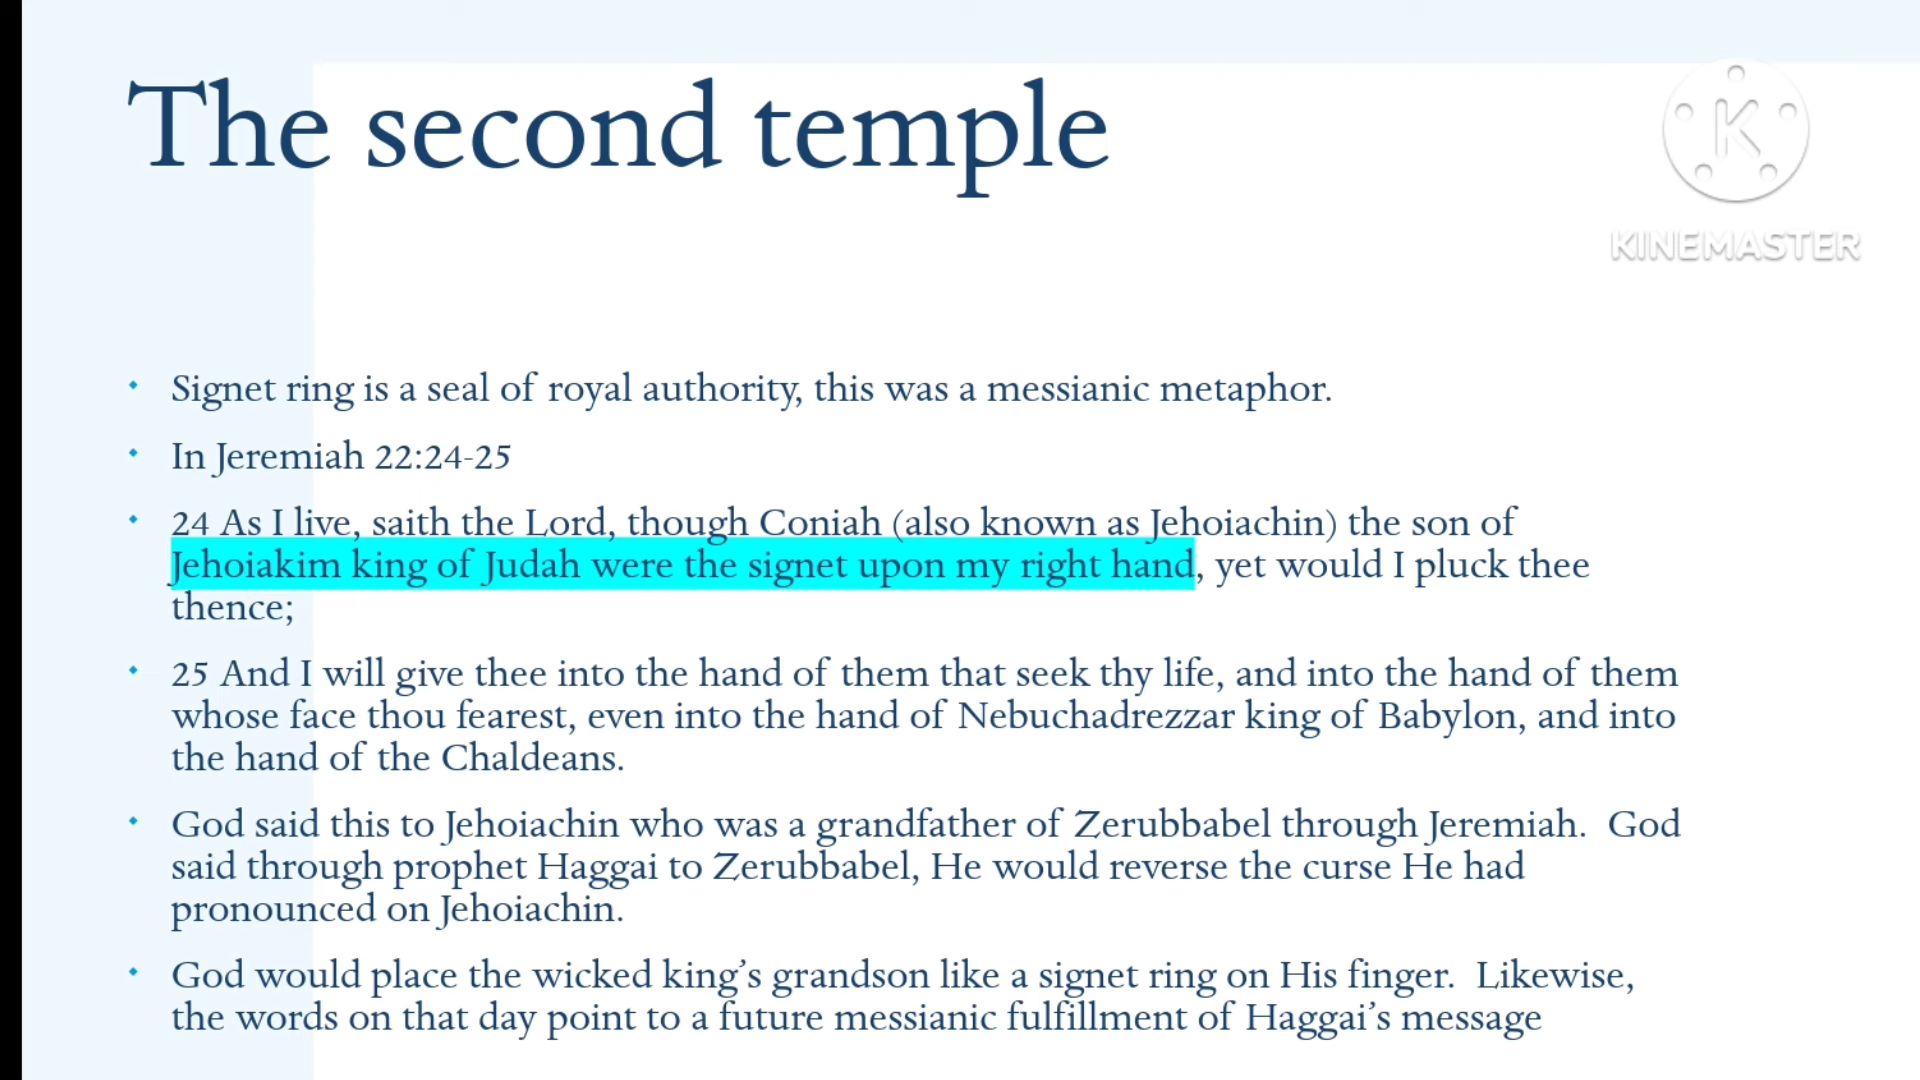 The second temple
K
KINEMASTER
Signet ring is a seal of royal authority, this was a messianic metaphor.
In Jeremiah 22:24-25
24 As I live, saith the Lord, though Coniah (also known as Jehoiachin) the son of
Jehoiakim king of Judah were the signet upon my right hand, yet would I pluck thee
thence;
25 And I will give thee into the hand of them that seek thy life, and into the hand of them
whose face thou fearest, even into the hand of Nebuchadrezzar king of Babylon, and into
the hand of the Chaldeans.
God said this to Jehoiachin who was a grandfather of Zerubbabel through Jeremiah.  God
said through prophet Haggai to Zerubbabel, He would reverse the curse He had
pronounced on Jehoiachin.
God would place the wicked king’s grandson like a signet ring on His finger.  Likewise,
the words on that day point to a future messianic fulfillment of Haggai’s message